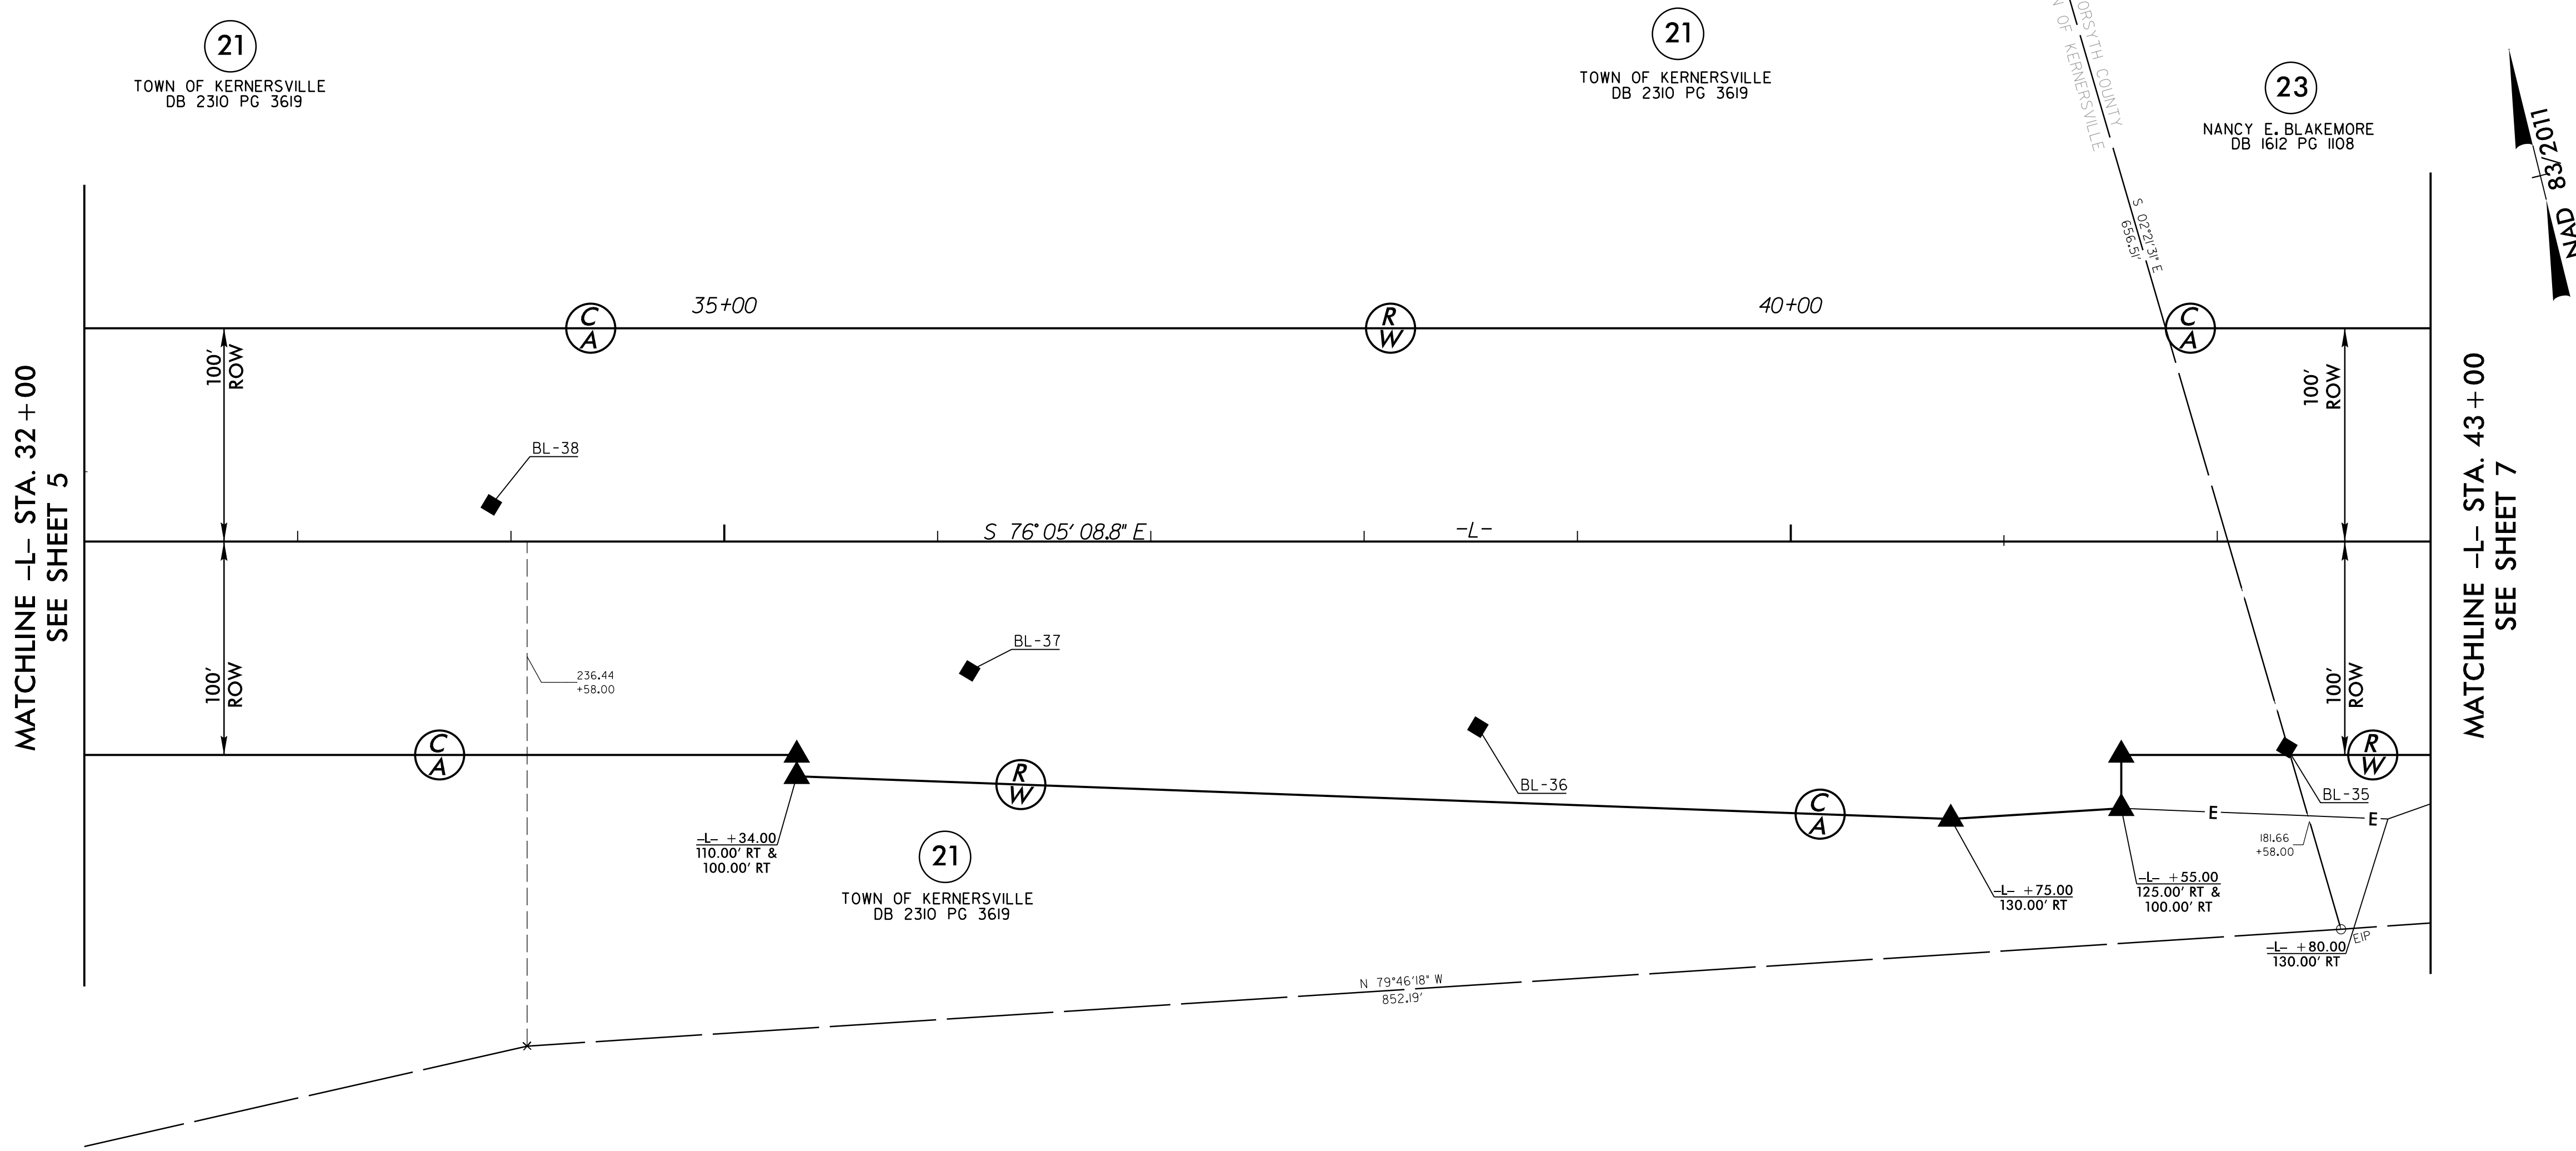 21
TOWN OF KERNERSVILLE
DB 2310 PG 3619
21
TOWN OF KERNERSVILLE
DB 2310 PG 3619
ORSYTH COUNTY
N OF KERNERSVILLE
23
NANCY E. BLAKEMORE
DB 1612 PG 1108
NAD 83/2011
S 02°21'31" E
656.51'
35+00
40+00
C
A
R
W
C
A
100'
ROW
100'
ROW
MATCHLINE -L- STA. 32+00
SEE SHEET 5
MATCHLINE -L- STA. 43+00
SEE SHEET 7
BL-38
S 76° 05' 08.8" E
-L-
BL-37
236.44
+58.00
100'
ROW
100'
ROW
C
A
R
W
BL-36
C
A
R
W
BL-35
E
E
-L- +34.00
110.00' RT &
100.00' RT
21
TOWN OF KERNERSVILLE
DB 2310 PG 3619
181.66
+58.00
-L- +75.00
130.00' RT
-L- +55.00
125.00' RT &
100.00' RT
EIP
-L- +80.00
130.00' RT
N 79°46'18" W
852.19'